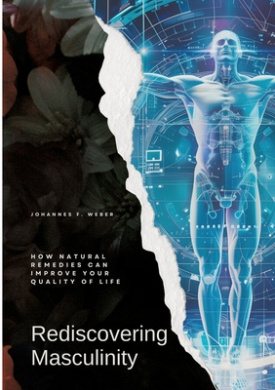 JOHANNES F. WEBER
HOW NATURAL
REMEDIES CAN
IMPROVE YOUR
QUALITY OF LIFE
Rediscovering
Masculinity